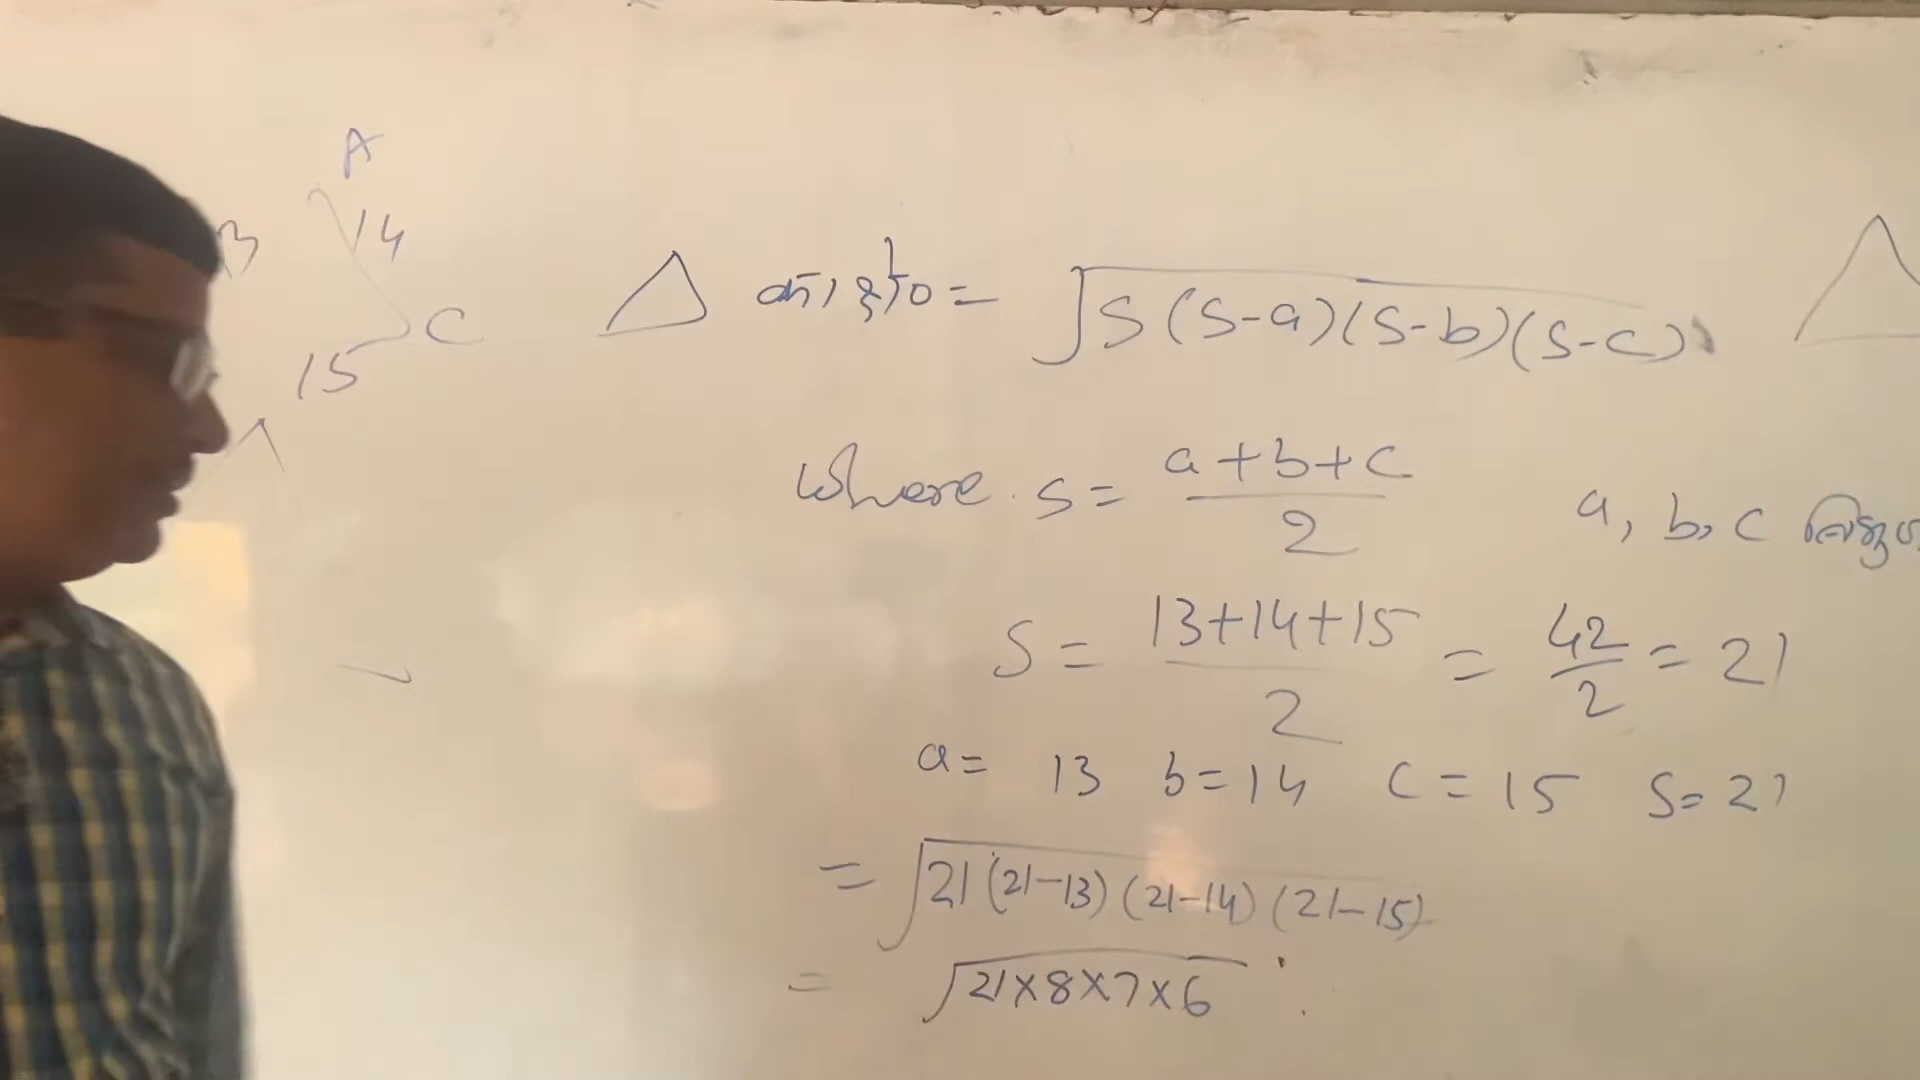 A
14
C
15
= √S(S-a)(S-b)(S-c)
where s = a+b+c / 2
a, b, c
S = 13+14+15 / 2 = 42/2 = 21
a= 13 b=14 c=15 S=21
= √21(21-13)(21-14)(21-15)
= √21×8×7×6